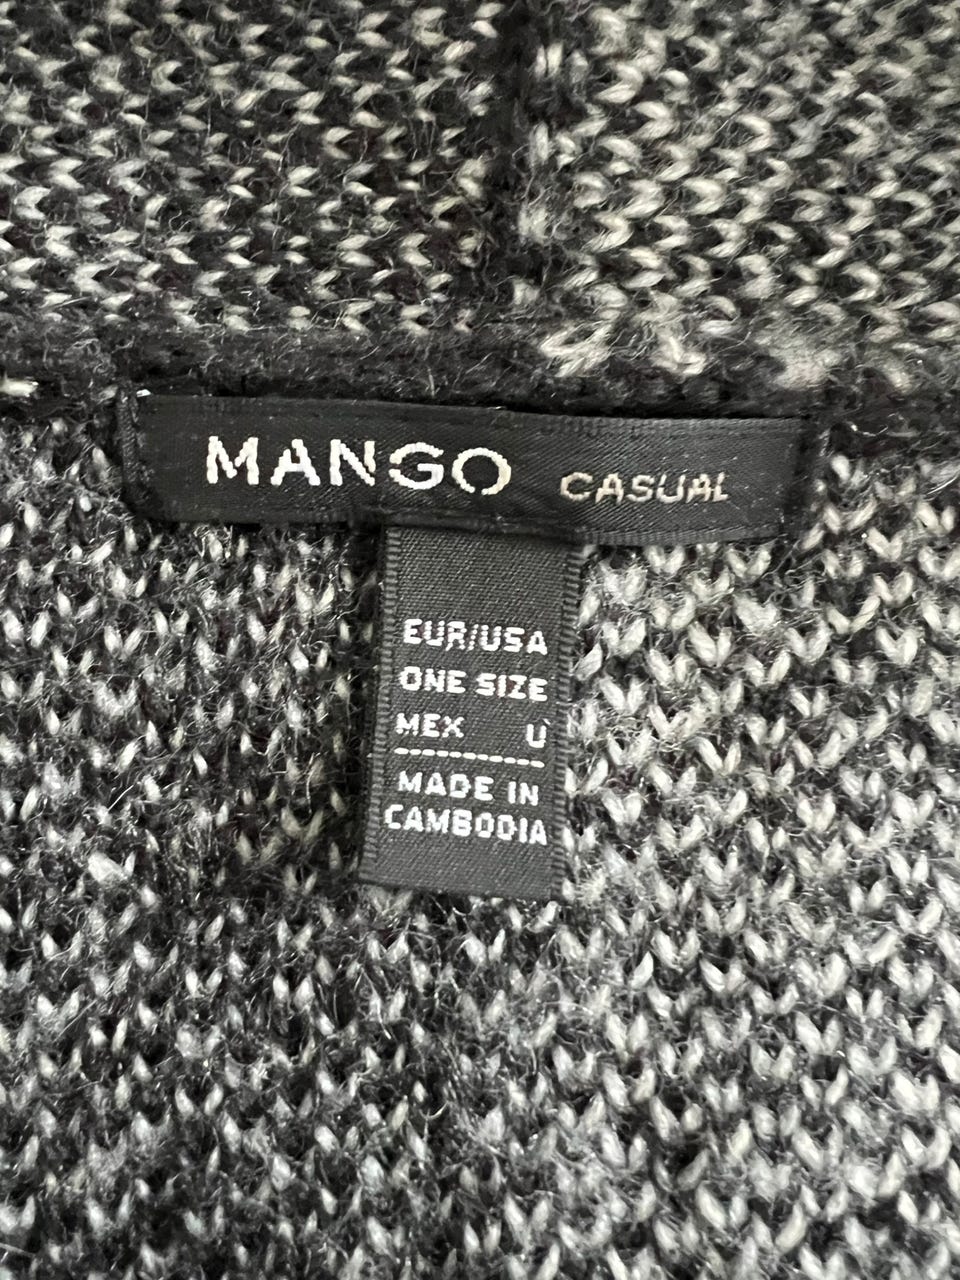 MANGO CASUAL
EUR/USA
ONE SIZE
MEX U
MADE IN
CAMBODIA